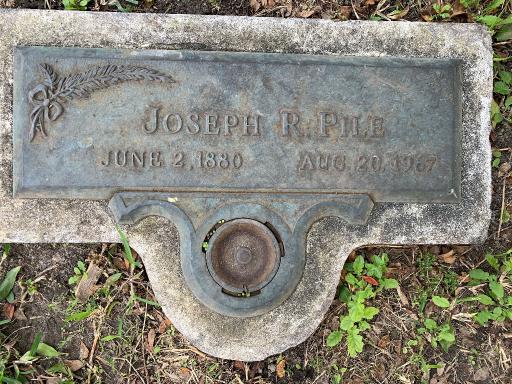 JOSEPH R. PILE
JUNE 2, 1880 AUG. 20, 1967